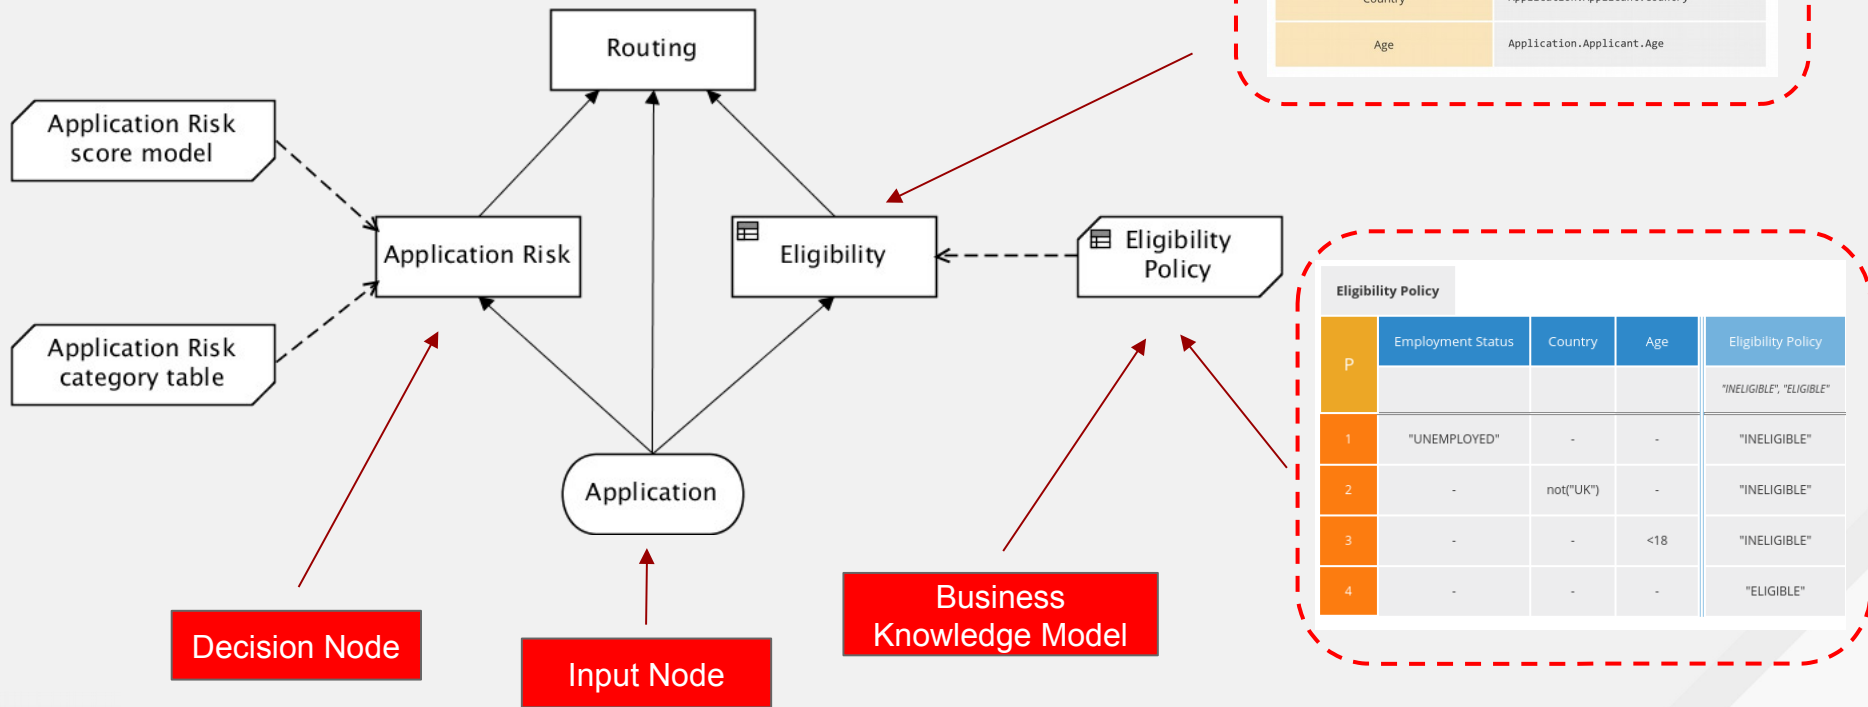 Age
Application.Applicant.Age
Routing
Application Risk
score model
Application Risk
Eligibility
Eligibility
Policy
Application Risk
category table
Application
Decision Node
Input Node
Business
Knowledge Model
Eligibility Policy
P
Employment Status
Country
Age
Eligibility Policy
"INELIGIBLE", "ELIGIBLE"
1
"UNEMPLOYED"
-
-
"INELIGIBLE"
2
-
not("UK")
-
"INELIGIBLE"
3
-
-
<18
"INELIGIBLE"
4
-
-
-
"ELIGIBLE"